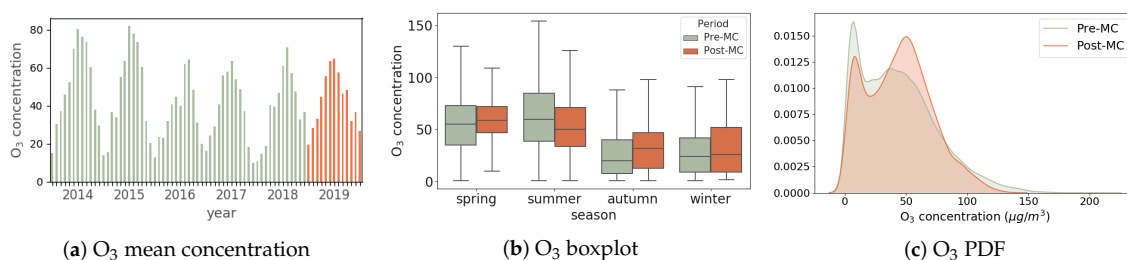 O3 concentration
80
60
40
20
0
2014 2015 2016 2017 2018 2019
year
(a) O3 mean concentration
O3 concentration
150
100
50
0
Period
Pre-MC
Post-MC
spring summer autumn winter
season
(b) O3 boxplot
0.0150
0.0125
0.0100
0.0075
0.0050
0.0025
0.0000
Pre-MC
Post-MC
0 50 100 150 200
O3 concentration (μg/m³)
(c) O3 PDF